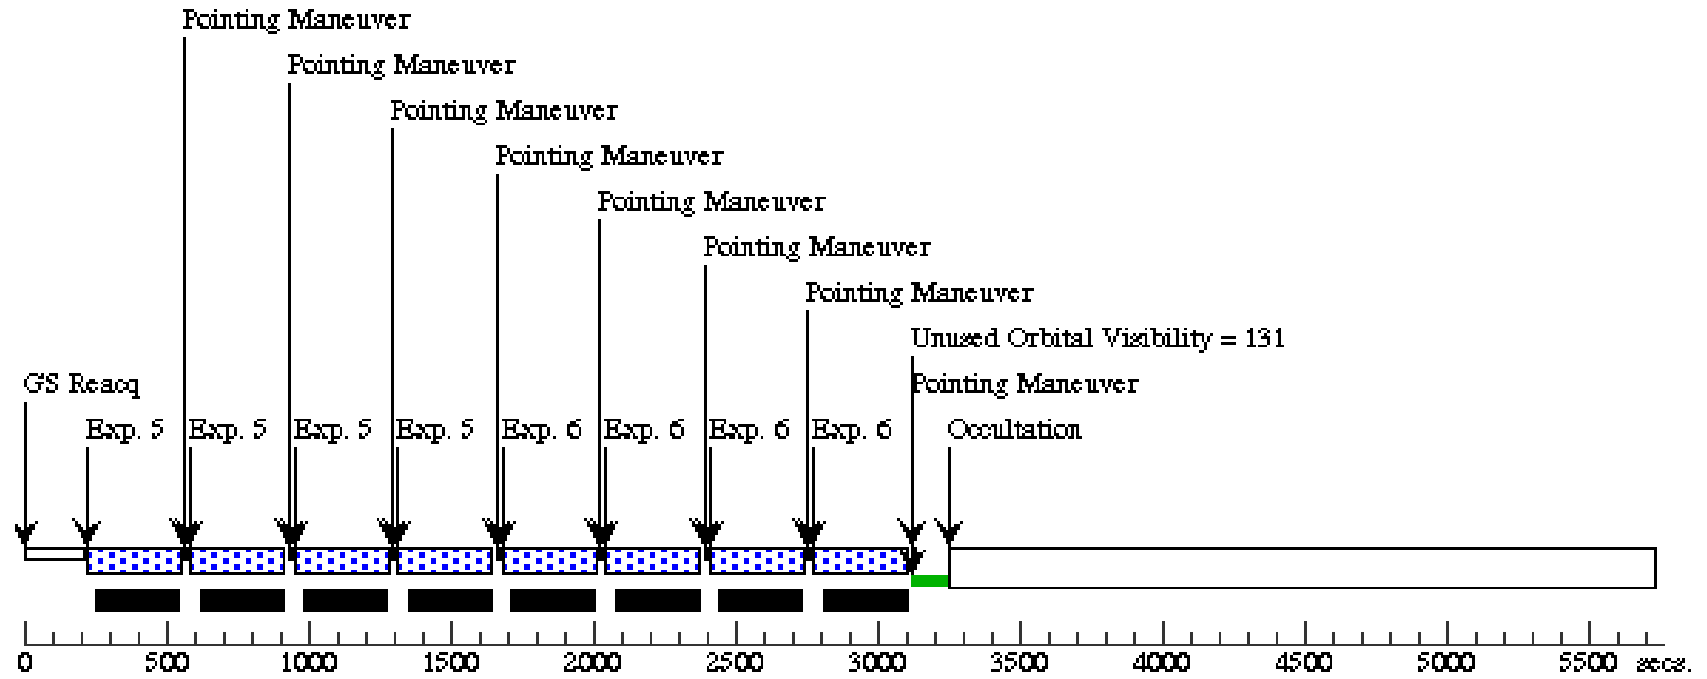 Pointing Maneuver
Pointing Maneuver
Pointing Maneuver
Pointing Maneuver
Pointing Maneuver
Pointing Maneuver
Pointing Maneuver
Unused Orbital Visibility = 131
GS Reacq
Pointing Maneuver
Exp. 5 Exp. 5 Exp. 5 Exp. 5 Exp. 6 Exp. 6 Exp. 6 Exp. 6 Occultation
0 500 1000 1500 2000 2500 3000 3500 4000 4500 5000 5500 secs.